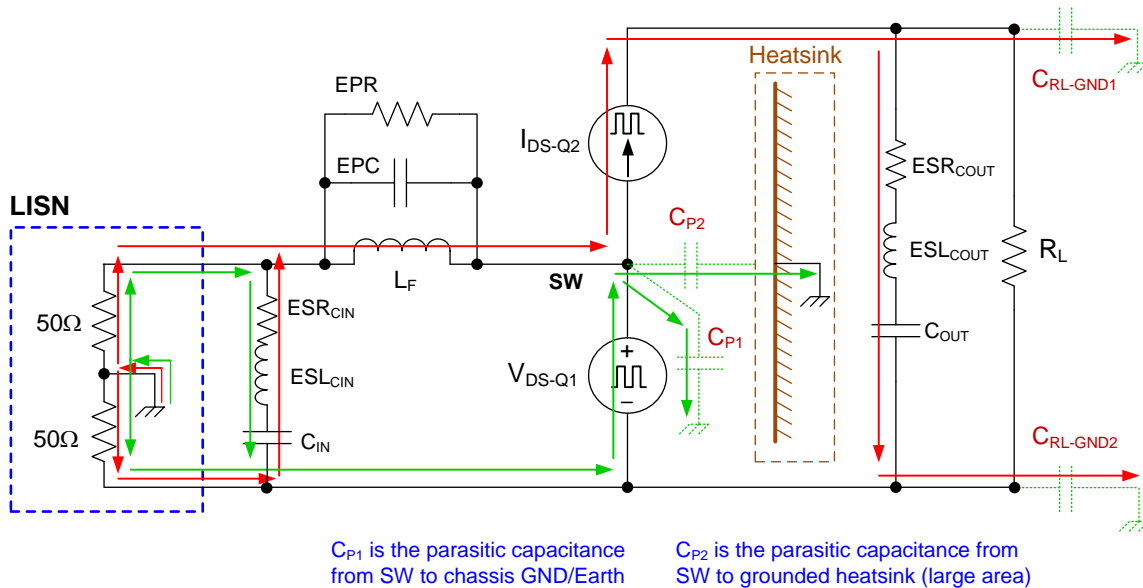 Heatsink
C_RL-GND1
EPR
I_DS-Q2
EPC
ESR_COUT
LISN
C_P2
ESL_COUT
R_L
SW
L_F
ESR_CIN
50Ω
C_P1
C_OUT
ESL_CIN
V_DS-Q1
+
–
50Ω
C_IN
C_RL-GND2
C_P1 is the parasitic capacitance
from SW to chassis GND/Earth
C_P2 is the parasitic capacitance from
SW to grounded heatsink (large area)